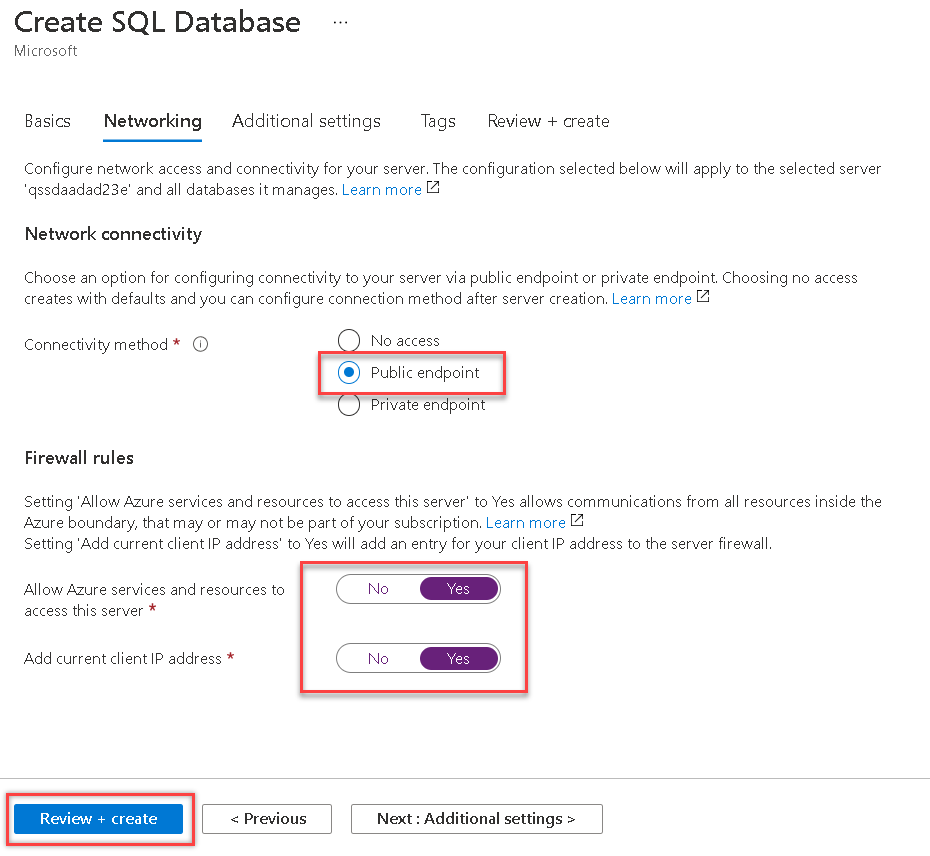 Create SQL Database ...
Microsoft
Basics Networking Additional settings Tags Review + create
Configure network access and connectivity for your server. The configuration selected below will apply to the selected server
'qssdaadad23e' and all databases it manages. Learn more
Network connectivity
Choose an option for configuring connectivity to your server via public endpoint or private endpoint. Choosing no access
creates with defaults and you can configure connection method after server creation. Learn more
Connectivity method * i
No access
Public endpoint
Private endpoint
Firewall rules
Setting 'Allow Azure services and resources to access this server' to Yes allows communications from all resources inside the
Azure boundary, that may or may not be part of your subscription. Learn more
Setting 'Add current client IP address' to Yes will add an entry for your client IP address to the server firewall.
Allow Azure services and resources to
access this server *
No Yes
Add current client IP address *
No Yes
Review + create
< Previous
Next : Additional settings >